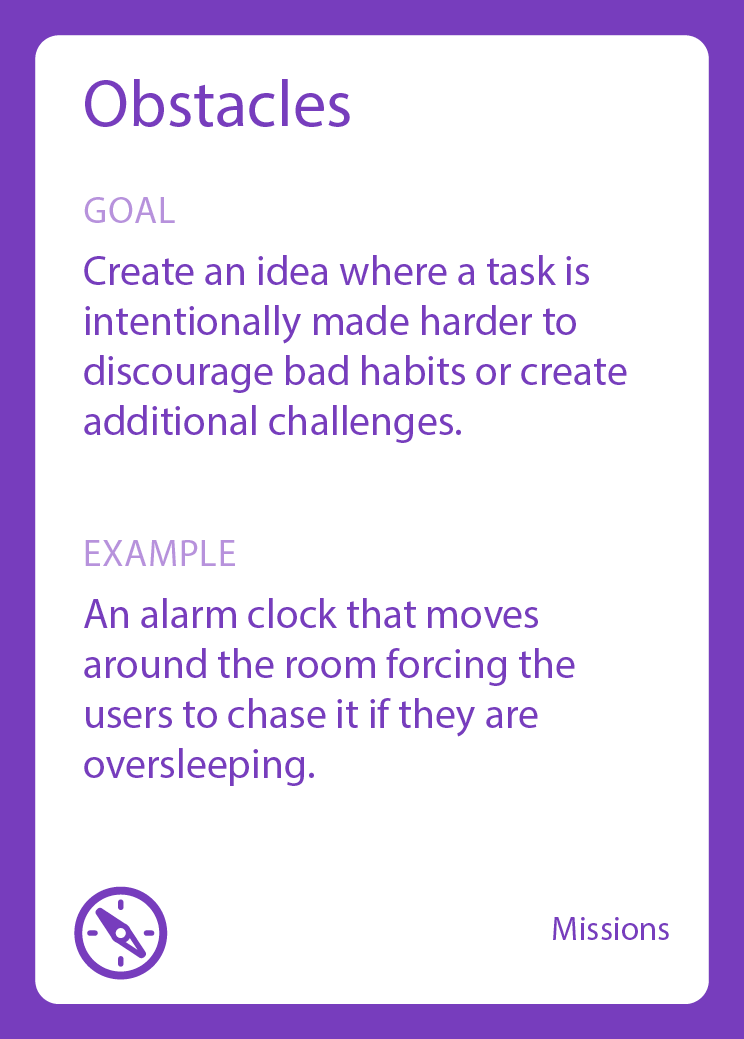 Obstacles
GOAL
Create an idea where a task is
intentionally made harder to
discourage bad habits or create
additional challenges.
EXAMPLE
An alarm clock that moves
around the room forcing the
users to chase it if they are
oversleeping.
Missions